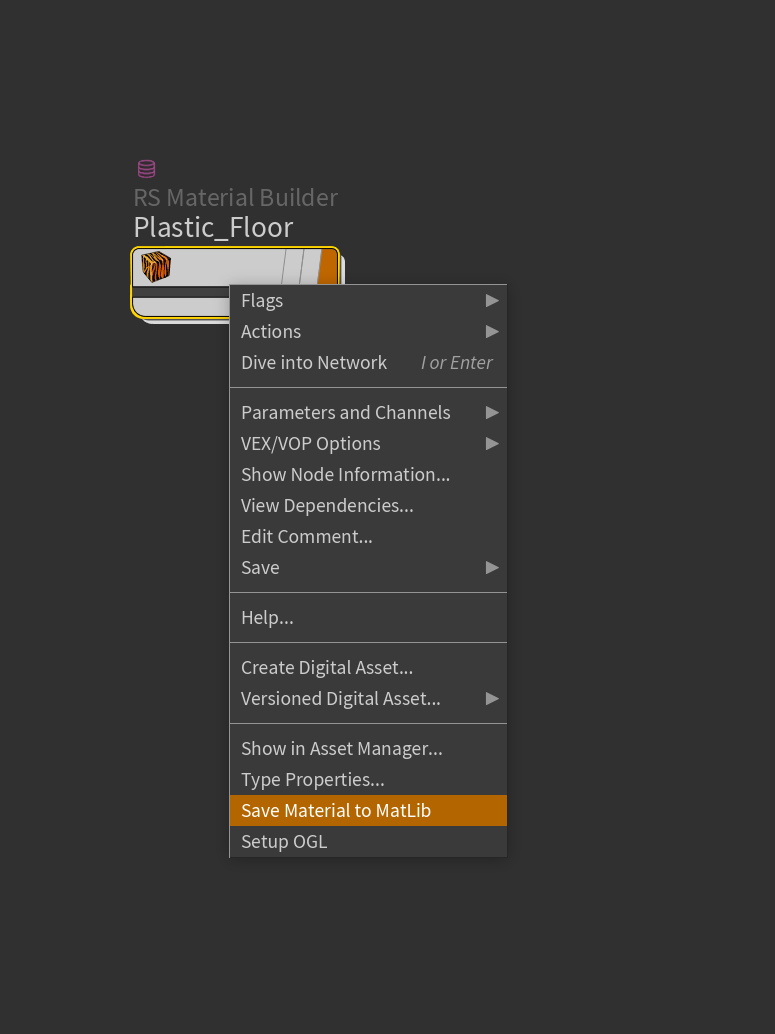 RS Material Builder
Plastic_Floor
Flags
Actions
Dive into Network I or Enter
Parameters and Channels
VEX/VOP Options
Show Node Information...
View Dependencies...
Edit Comment...
Save
Help...
Create Digital Asset...
Versioned Digital Asset...
Show in Asset Manager...
Type Properties...
Save Material to MatLib
Setup OGL